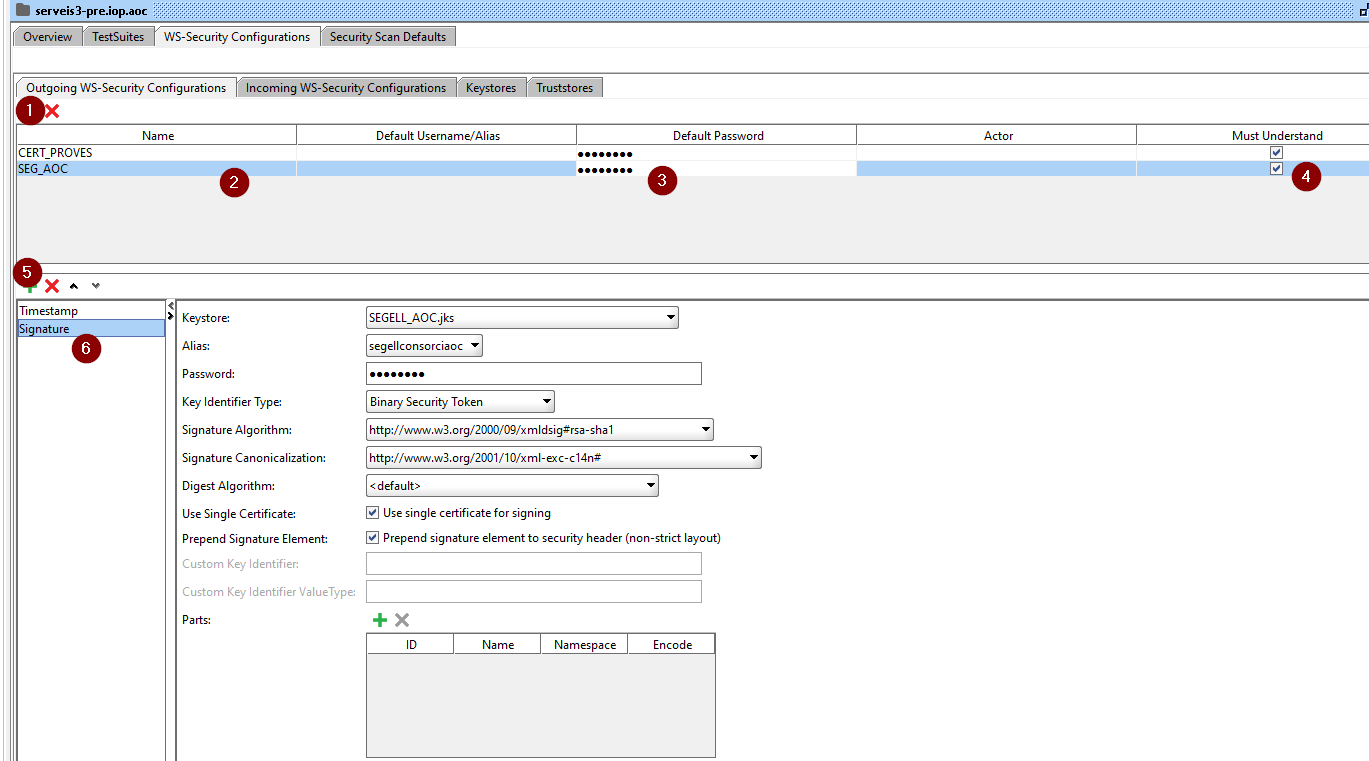 serveis3-pre.iop.aoc
Overview TestSuites WS-Security Configurations Security Scan Defaults
Outgoing WS-Security Configurations Incoming WS-Security Configurations Keystores Truststores
1
Name Default Username/Alias Default Password Actor Must Understand
CERT_PROVES ●●●●●●●●
SEG_AOC ●●●●●●●●
2 3 4
5
Timestamp
Signature
6
Keystore: SEGELL_AOC.jks
Alias: segellconsorciaoc
Password: ●●●●●●●●
Key Identifier Type: Binary Security Token
Signature Algorithm: http://www.w3.org/2000/09/xmldsig#rsa-sha1
Signature Canonicalization: http://www.w3.org/2001/10/xml-exc-c14n#
Digest Algorithm: <default>
Use Single Certificate: Use single certificate for signing
Prepend Signature Element: Prepend signature element to security header (non-strict layout)
Custom Key Identifier:
Custom Key Identifier ValueType:
Parts:
ID Name Namespace Encode